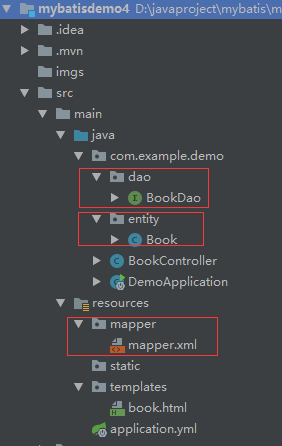 mybatisdemo4 D:\javaproject\mybatis\m
.idea
.mvn
imgs
src
main
java
com.example.demo
dao
BookDao
entity
Book
BookController
DemoApplication
resources
mapper
mapper.xml
static
templates
book.html
application.yml